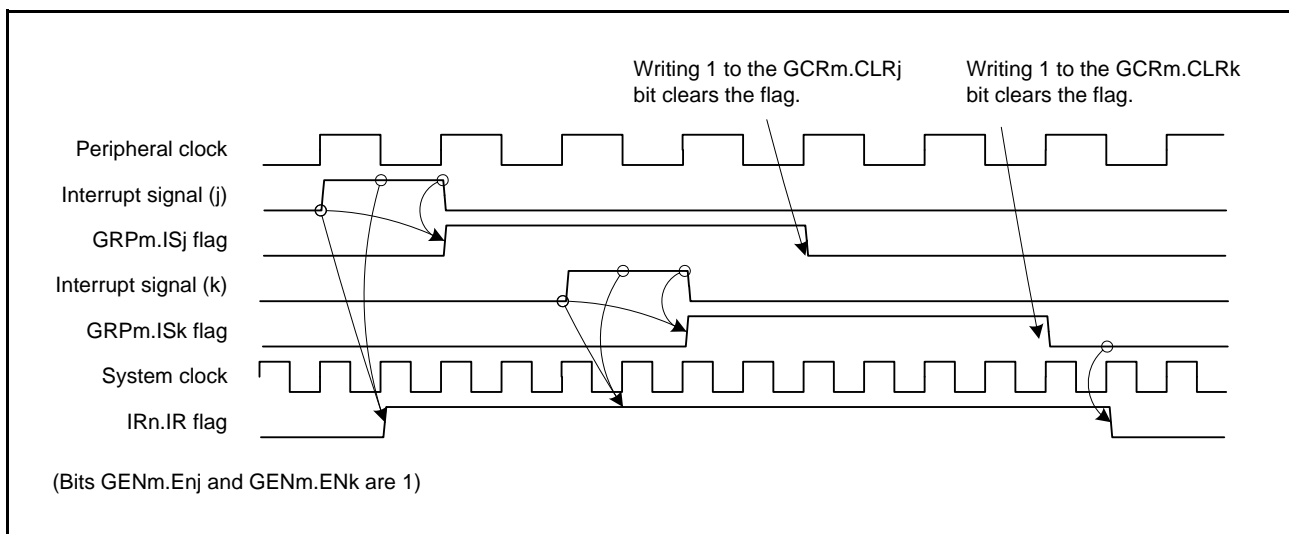 Writing 1 to the GCRm.CLRj
bit clears the flag.
Writing 1 to the GCRm.CLRk
bit clears the flag.
Peripheral clock
Interrupt signal (j)
GRPm.ISj flag
Interrupt signal (k)
GRPm.ISk flag
System clock
IRn.IR flag
(Bits GENm.Enj and GENm.ENk are 1)